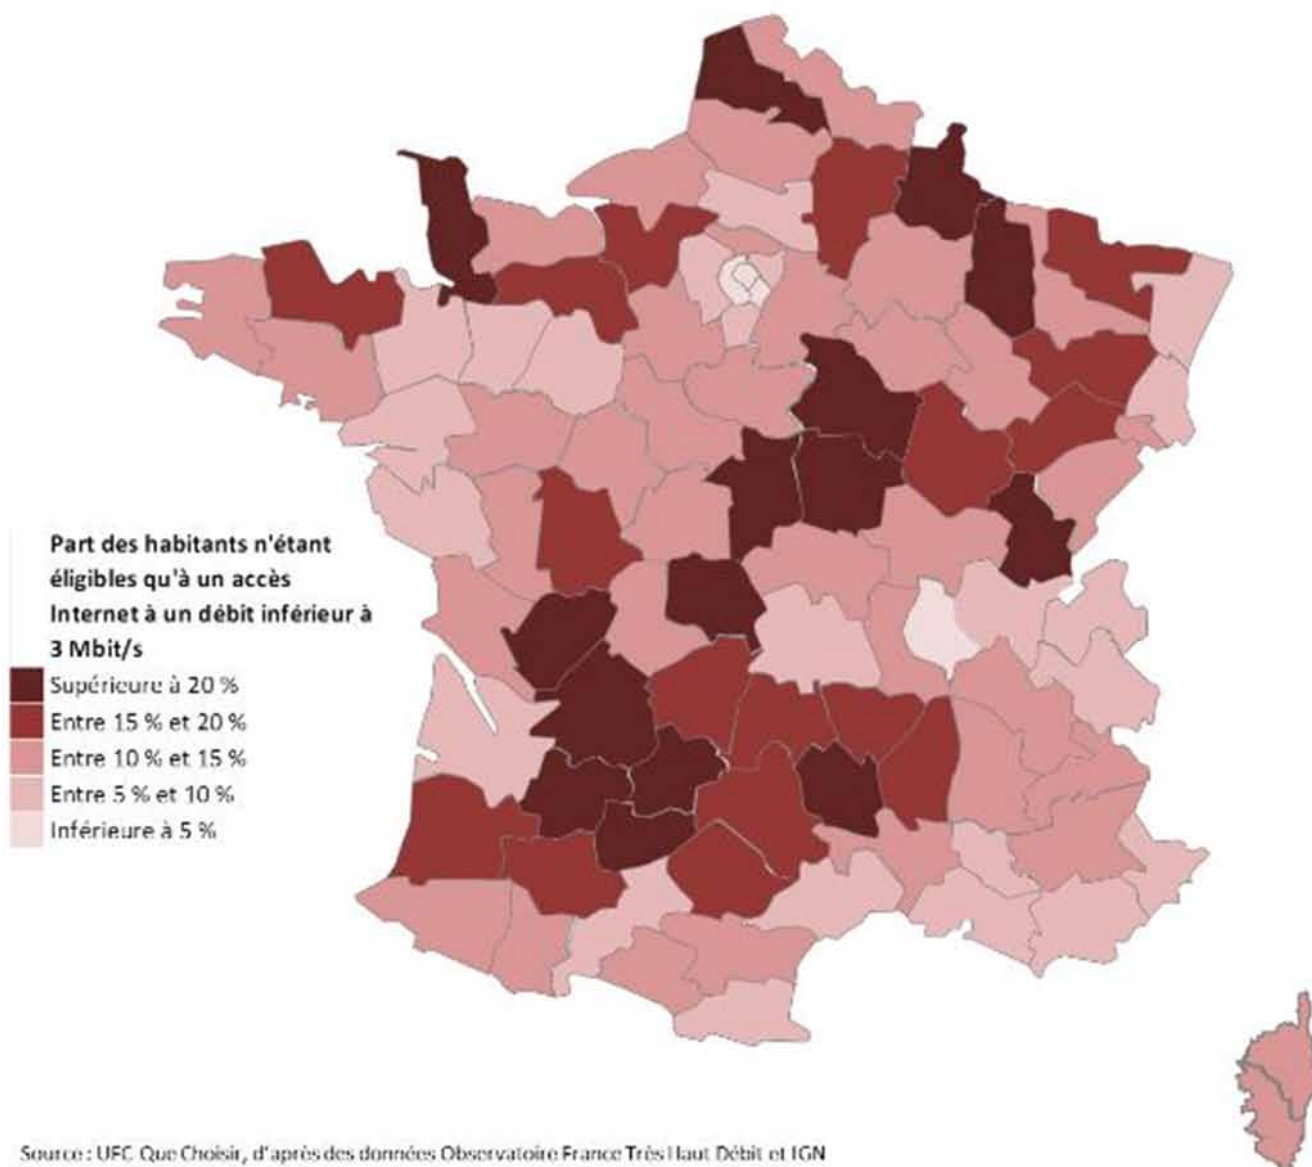 Part des habitants n'étant
éligibles qu'à un accès
Internet à un débit inférieur à
3 Mbit/s
Supérieure à 20 %
Entre 15 % et 20 %
Entre 10 % et 15 %
Entre 5 % et 10 %
Inférieure à 5 %
Source : UFC Que Choisir, d'après des données Observatoire France Très Haut Débit et IGN